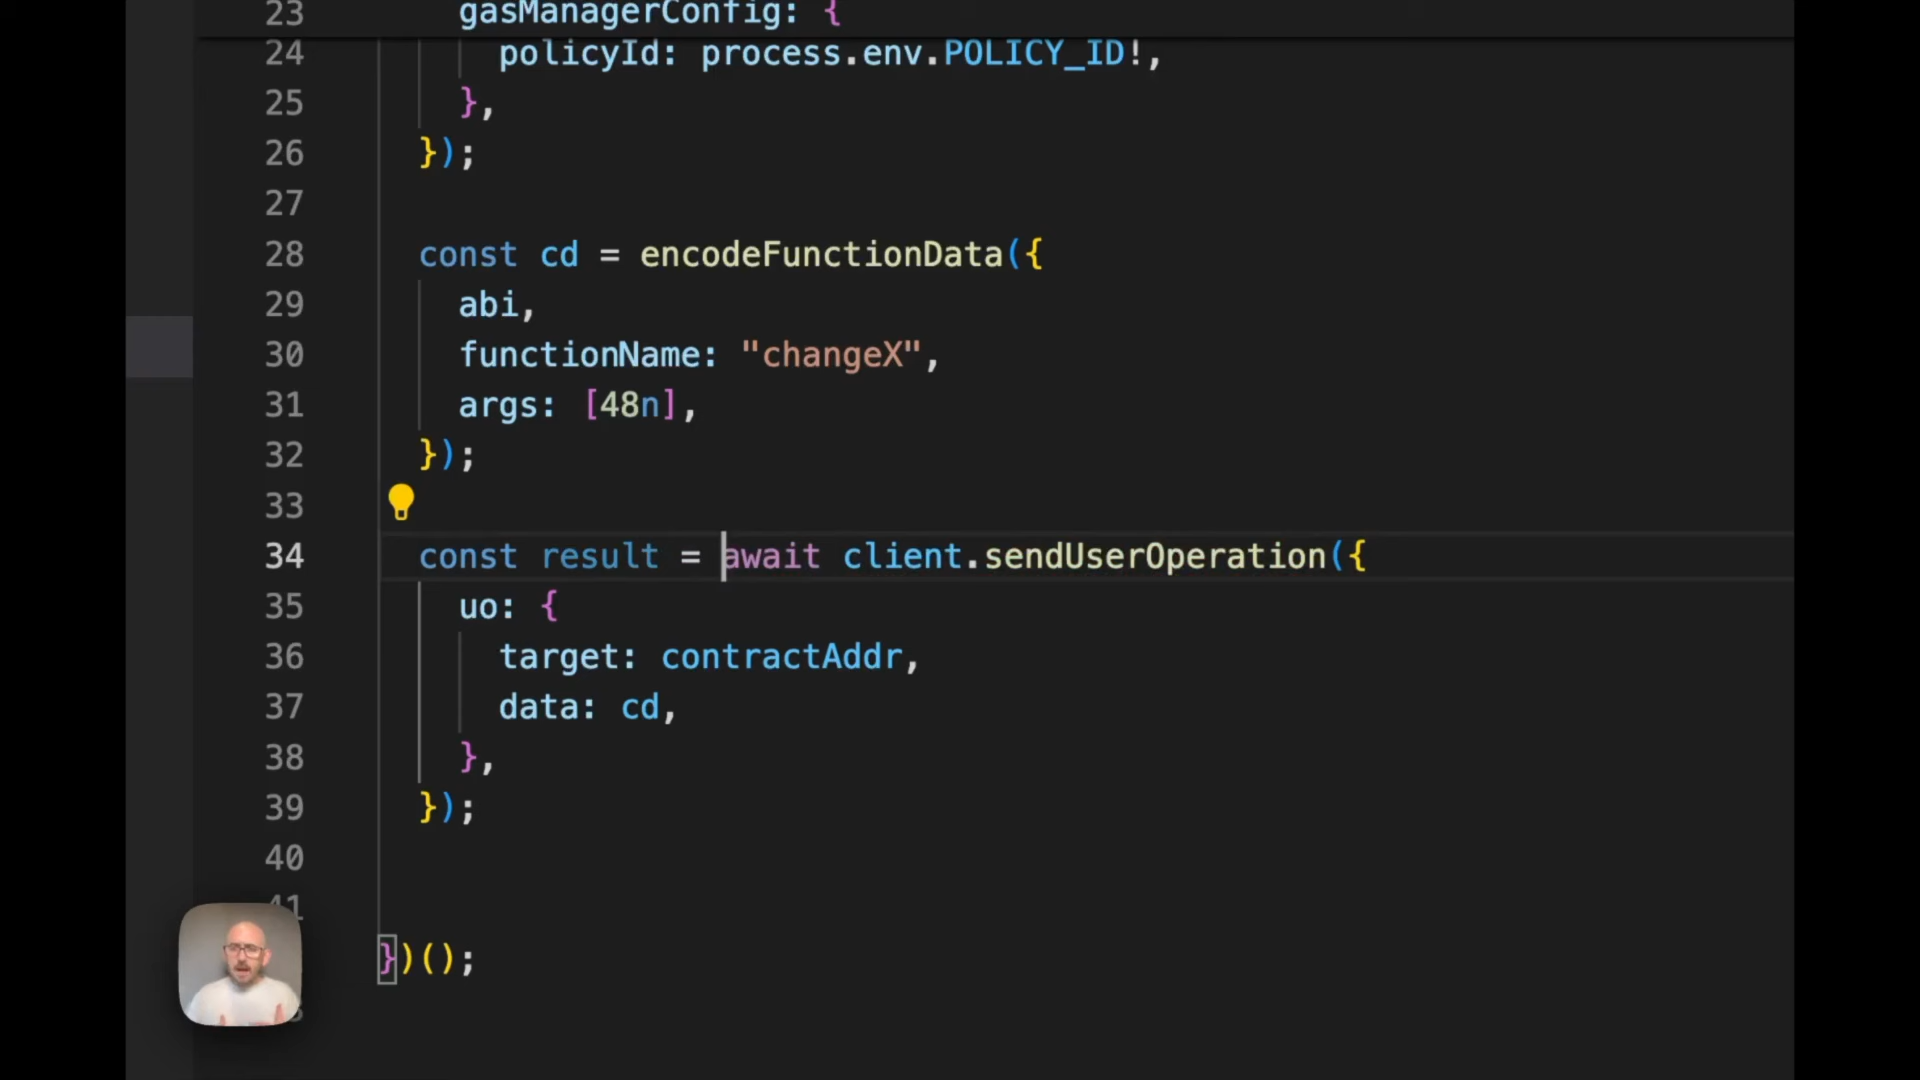 23 gasManagerConfig: {
24 policyId: process.env.POLICY_ID!,
25 },
26 });
27
28 const cd = encodeFunctionData({
29 abi,
30 functionName: "changeX",
31 args: [48n],
32 });
33
34 const result = await client.sendUserOperation({
35 uo: {
36 target: contractAddr,
37 data: cd,
38 },
39 });
40
41
})();